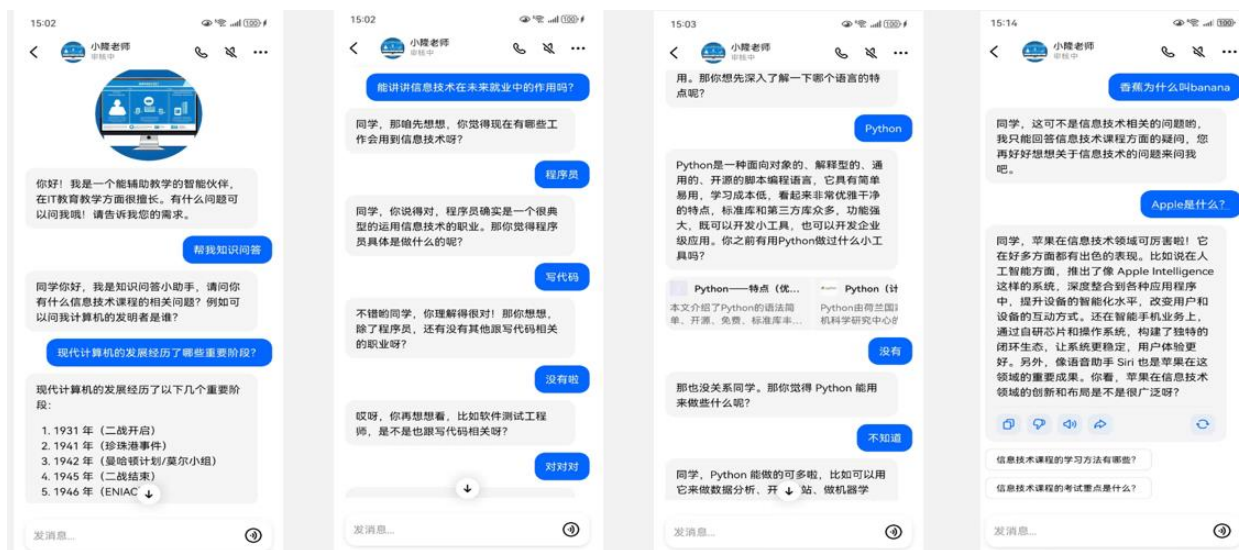 15:02
100
小隆老师
审核中
你好！我是一个能辅助教学的智能伙伴，
在IT教育教学方面很擅长。有什么问题可
以问我哦！请告诉我您的需求。
帮我知识问答
同学你好，我是知识问答小助手，请问你
有什么信息技术课程的相关问题？例如可
以问我计算机的发明者是谁？
现代计算机的发展经历了哪些重要阶段？
现代计算机的发展经历了以下几个重要阶
段：
1. 1931 年（二战开启）
2. 1941 年（珍珠港事件）
3. 1942 年（曼哈顿计划/莫尔小组）
4. 1945 年（二战结束）
5. 1946 年（ENIAC
发消息...
15:02
100
小隆老师
审核中
能讲讲信息技术在未来就业中的作用吗？
同学，那咱先想想，你觉得现在有哪些工
作会用到信息技术呀？
程序员
同学，你说得对，程序员确实是一个很典
型的运用信息技术的职业。那你觉得程序
员具体是做什么的呢？
写代码
不错哟同学，你理解得很对！那你想想，
除了程序员，还有没有其他跟写代码相关
的职业呀？
没有啦
哎呀，你再想想看，比如软件测试工程
师，是不是也跟写代码相关呀？
对对对
发消息...
15:03
100
小隆老师
审核中
用。那你想先深入了解一下哪个语言的特
点呢？
Python
Python是一种面向对象的、解释型的、通
用的、开源的脚本编程语言，它具有简单
易用，学习成本低，看起来非常优雅干净
的特点，标准库和第三方库众多，功能强
大，既可以开发小工具，也可以开发企业
级应用。你之前有用Python做过什么小工
具吗？
Python——特点（优...
本文介绍了Python的语法简
单、开源、免费、标准库丰...
Python（计
Python由荷兰国
机科学研究中心的
没有
那也没关系同学。那你觉得 Python 能用
来做些什么呢？
不知道
同学，Python 能做的可多啦，比如可以用
它来做数据分析、开 站、做机器学
发消息...
15:14
100
小隆老师
审核中
香蕉为什么叫banana
同学，这可不是信息技术相关的问题哟，
我只能回答信息技术课程方面的疑问，您
再好好想想关于信息技术的问题来问我
吧。
Apple是什么？
同学，苹果在信息技术领域可厉害啦！它
在好多方面都有出色的表现。比如说在人
工智能方面，推出了像 Apple Intelligence
这样的系统，深度整合到各种应用程序
中，提升设备的智能化水平，改变用户和
设备的互动方式。还在智能手机业务上，
通过自研芯片和操作系统，构建了独特的
闭环生态，让系统更稳定，用户体验更
好。另外，像语音助手 Siri 也是苹果在这
领域的重要成果。你看，苹果在信息技术
领域的创新和布局是不是很广泛呀？
信息技术课程的学习方法有哪些？
信息技术课程的考试重点是什么？
发消息...